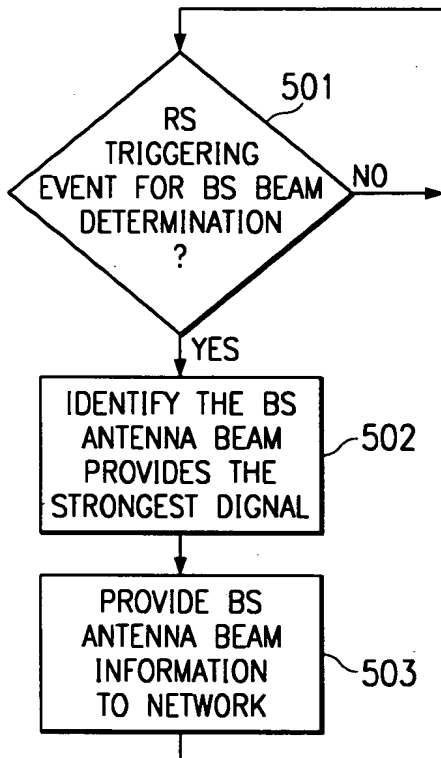 501
RS
TRIGGERING
EVENT FOR BS BEAM
DETERMINATION
?
NO
YES
IDENTIFY THE BS
ANTENNA BEAM
PROVIDES THE
STRONGEST DIGNAL
502
PROVIDE BS
ANTENNA BEAM
INFORMATION
TO NETWORK
503